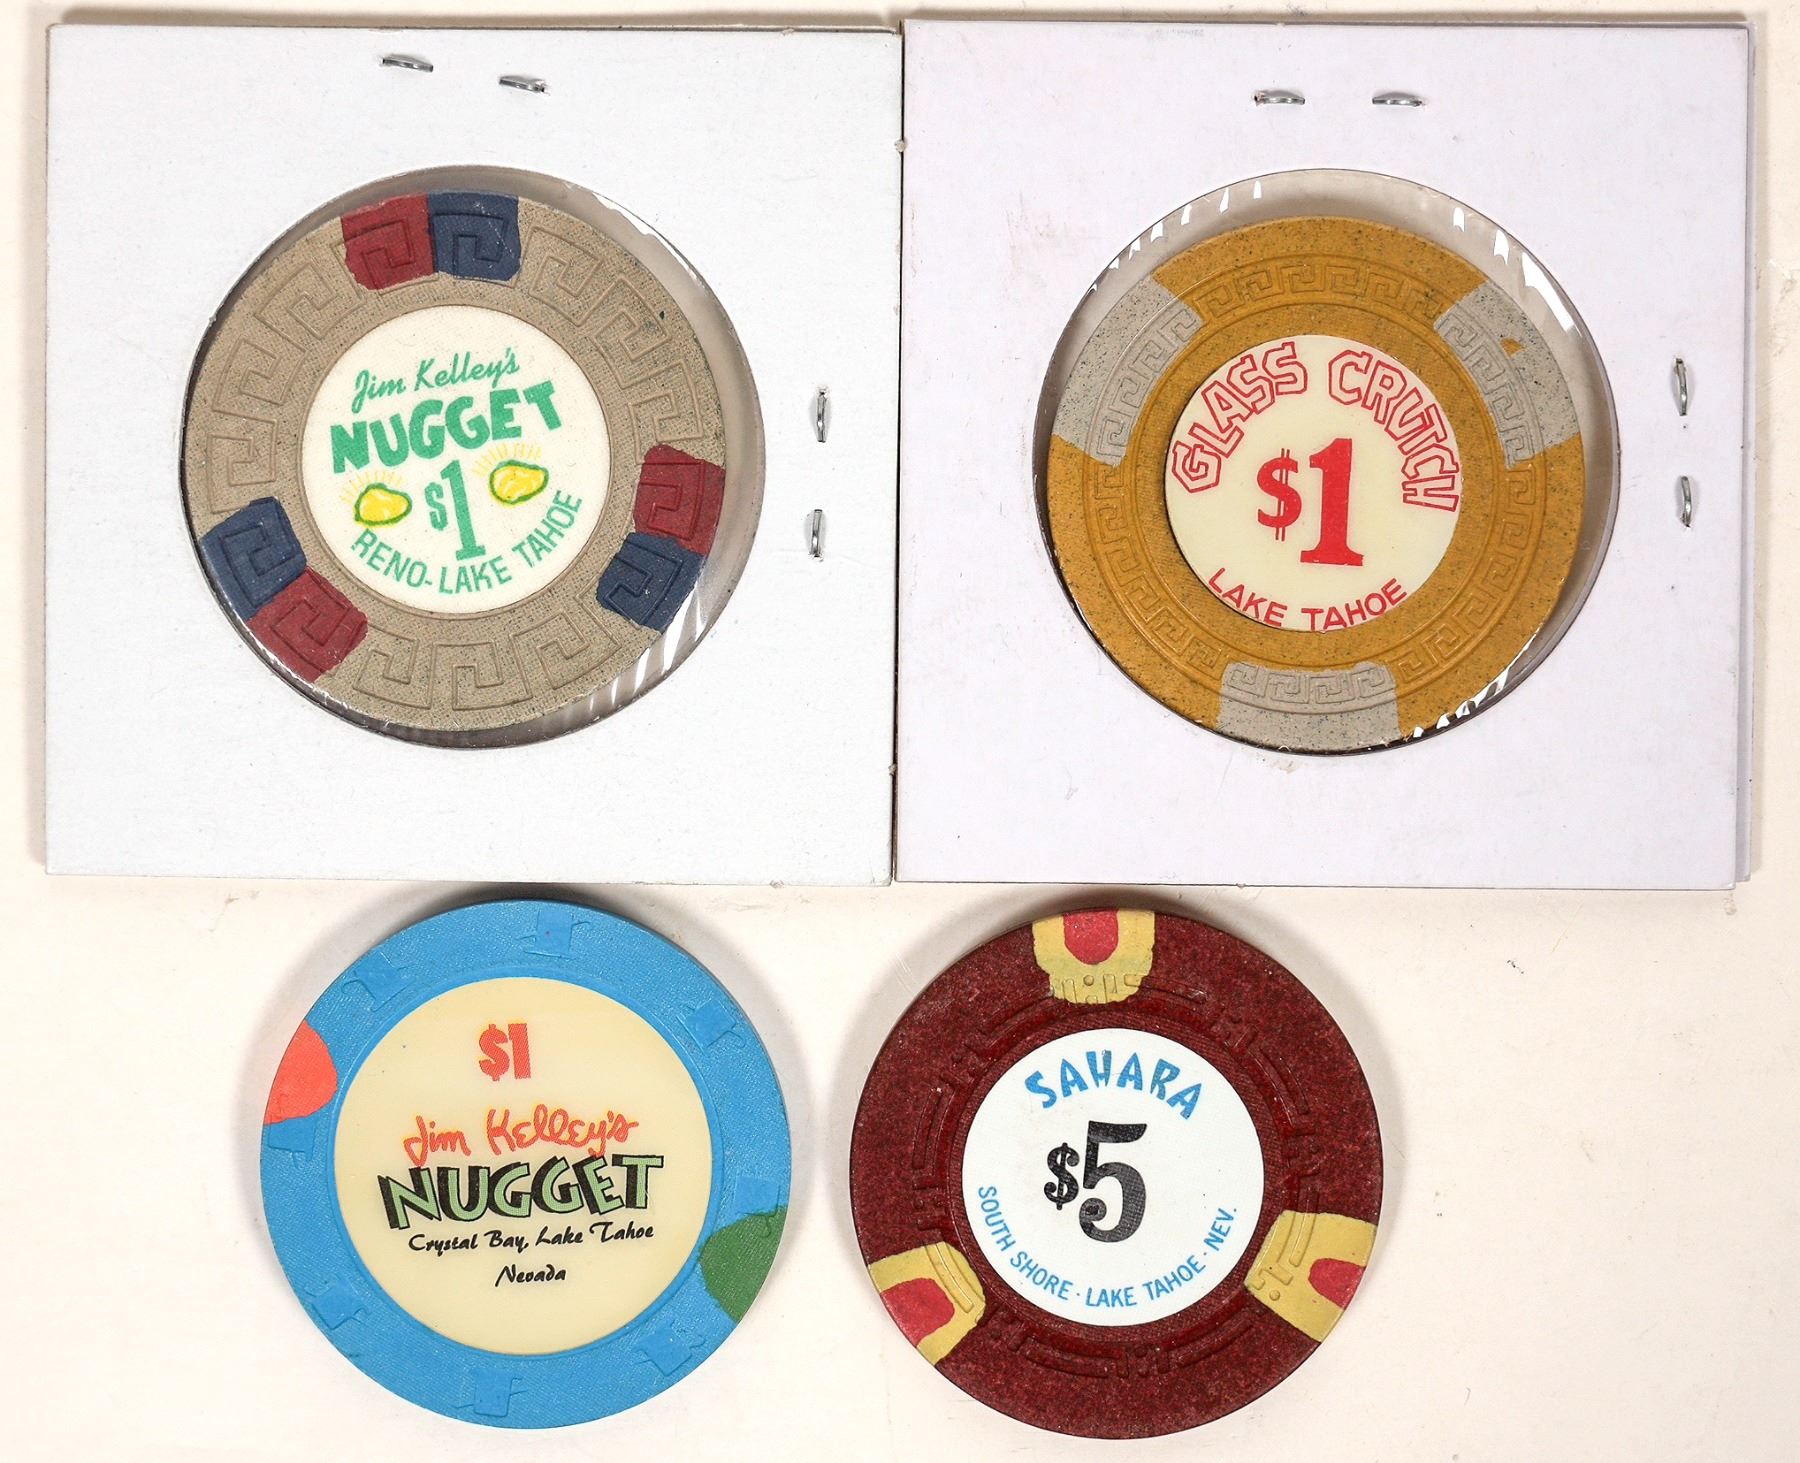 Jim Kelley's
NUGGET
$1
RENO-LAKE TAHOE
GLASS CRUTCH
$1
LAKE TAHOE
$1
Jim Kelley's
NUGGET
Crystal Bay, Lake Tahoe
Nevada
SAHARA
$5
SOUTH SHORE · LAKE TAHOE · NEV.